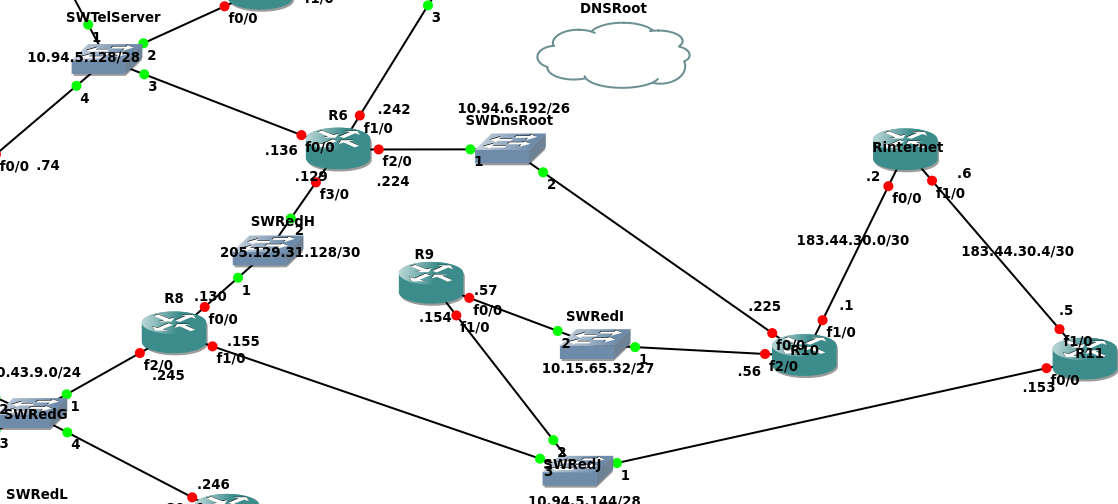 DNSRoot
SWTelServer
f0/0
f1/0
3
1
10.94.5.128/28
2
3
4
f0/0
.74
R6
.242
f1/0
f0/0
.136
.129
f3/0
f2/0
.224
10.94.6.192/26
SWDnsRoot
1
2
Rinternet
.2
f0/0
.6
f1/0
183.44.30.0/30
183.44.30.4/30
SWRedH
2
205.129.31.128/30
1
R8
.130
f0/0
.155
f1/0
f2/0
.245
R9
.57
f0/0
.154
f1/0
SWRedI
2
1
10.15.65.32/27
.225
.1
f0/0
f1/0
R10
.56
f2/0
.5
f1/0
R11
f0/0
.153
0.43.9.0/24
2
1
SWRedG
3
4
2
SWRedJ
3
1
10.94.5.144/28
.246
SWRedL